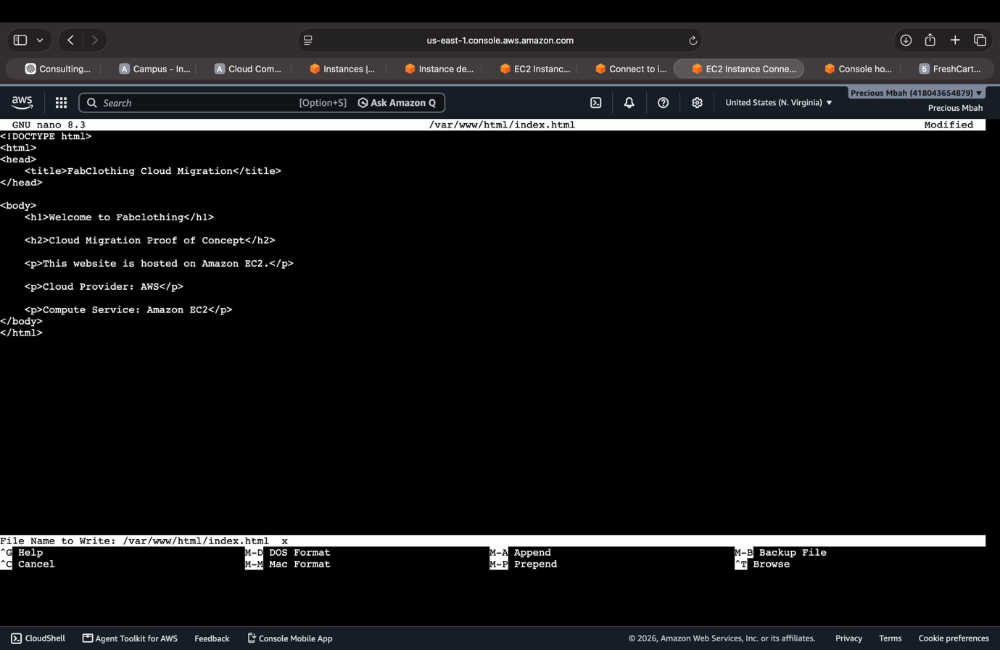 us-east-1.console.aws.amazon.com
Consulting...
A Campus - In...
A Cloud Com...
Instances |...
Instance de...
EC2 Instanc...
Connect to i...
EC2 Instance Conne...
Console ho...
5 FreshCart...
aws
Search [Option+S] Ask Amazon Q
United States (N. Virginia)
Precious Mbah (418043654879)
Precious Mbah
GNU nano 8.3 /var/www/html/index.html Modified
<!DOCTYPE html>
<html>
<head>
    <title>FabClothing Cloud Migration</title>
</head>
<body>
    <h1>Welcome to Fabclothing</h1>
    <h2>Cloud Migration Proof of Concept</h2>
    <p>This website is hosted on Amazon EC2.</p>
    <p>Cloud Provider: AWS</p>
    <p>Compute Service: Amazon EC2</p>
</body>
</html>
File Name to Write: /var/www/html/index.html  x
^G Help M-D DOS Format M-A Append M-B Backup File
^C Cancel M-M Mac Format M-P Prepend ^T Browse
CloudShell Agent Toolkit for AWS Feedback Console Mobile App © 2026, Amazon Web Services, Inc. or its affiliates. Privacy Terms Cookie preferences